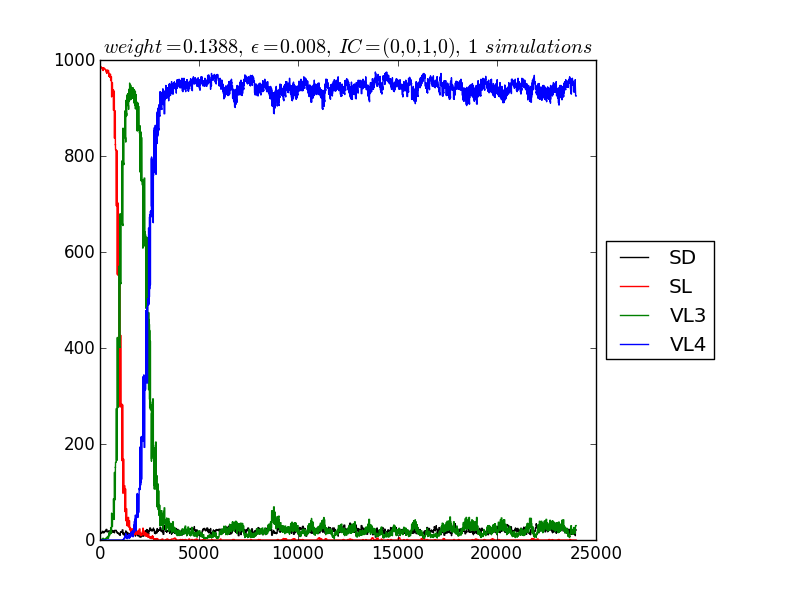 weight = 0.1388, ϵ = 0.008, IC = (0,0,1,0), 1 simulations
1000
800
600
400
200
0
0 5000 10000 15000 20000 25000
SD
SL
VL3
VL4